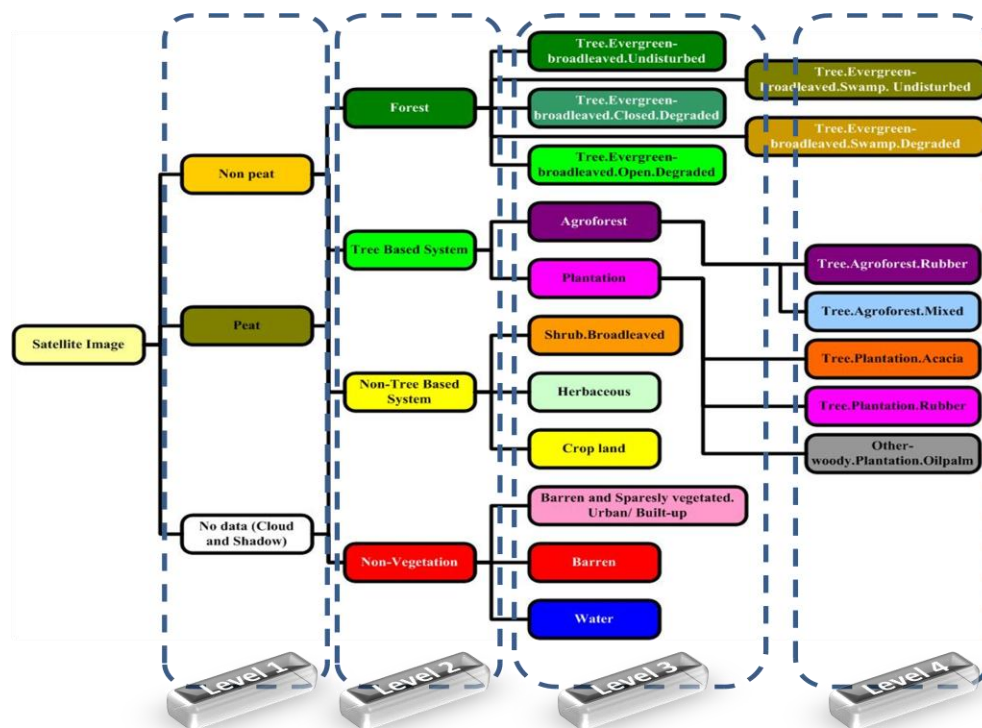 Satellite Image
Non peat
Peat
No data (Cloud
and Shadow)
Forest
Tree Based System
Non-Tree Based
System
Non-Vegetation
Tree.Evergreen-
broadleaved.Undisturbed
Tree.Evergreen-
broadleaved.Closed.Degraded
Tree.Evergreen-
broadleaved.Open.Degraded
Agroforest
Plantation
Shrub.Broadleaved
Herbaceous
Crop land
Barren and Sparesly vegetated.
Urban/ Built-up
Barren
Water
Tree.Evergreen-
broadleaved.Swamp. Undisturbed
Tree.Evergreen-
broadleaved.Swamp.Degraded
Tree.Agroforest.Rubber
Tree.Agroforest.Mixed
Tree.Plantation.Acacia
Tree.Plantation.Rubber
Other-
woody.Plantation.Oilpalm
Level 1
Level 2
Level 3
Level 4